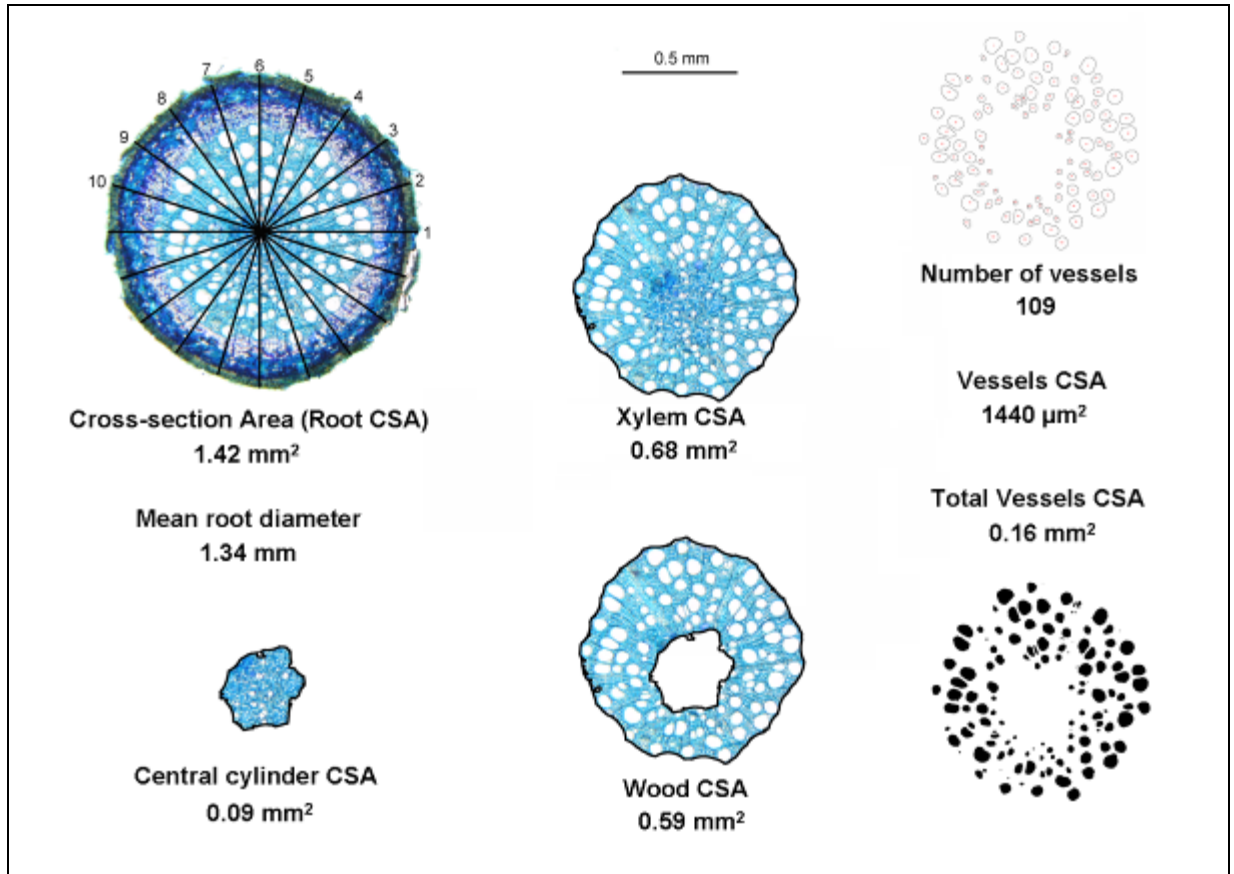 7
6
5
8
4
9
3
10
2
1
Cross-section Area (Root CSA)
1.42 mm²
Mean root diameter
1.34 mm
Central cylinder CSA
0.09 mm²
0.5 mm
Xylem CSA
0.68 mm²
Wood CSA
0.59 mm²
Number of vessels
109
Vessels CSA
1440 µm²
Total Vessels CSA
0.16 mm²